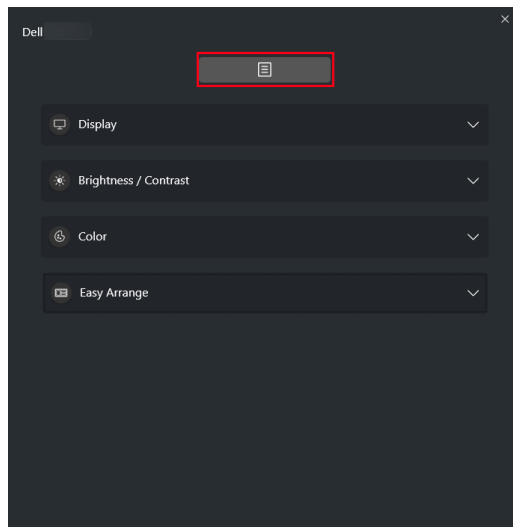 Dell
Display
Brightness / Contrast
Color
Easy Arrange